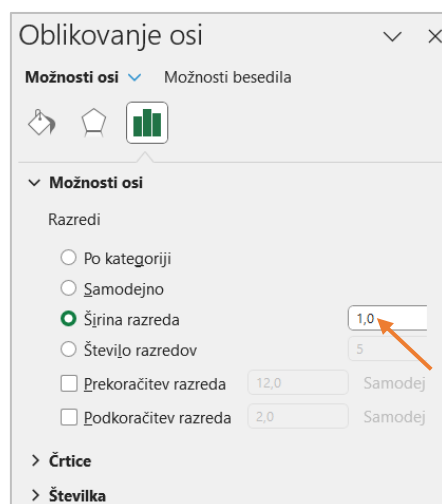 Oblikovanje osi
Možnosti osi Možnosti besedila
Možnosti osi
Razredi
Po kategoriji
Samodejno
Širina razreda 1,0
Število razredov 5
Prekoračitev razreda 12,0 Samodej
Podkoračitev razreda 2,0 Samodej
Črtice
Številka